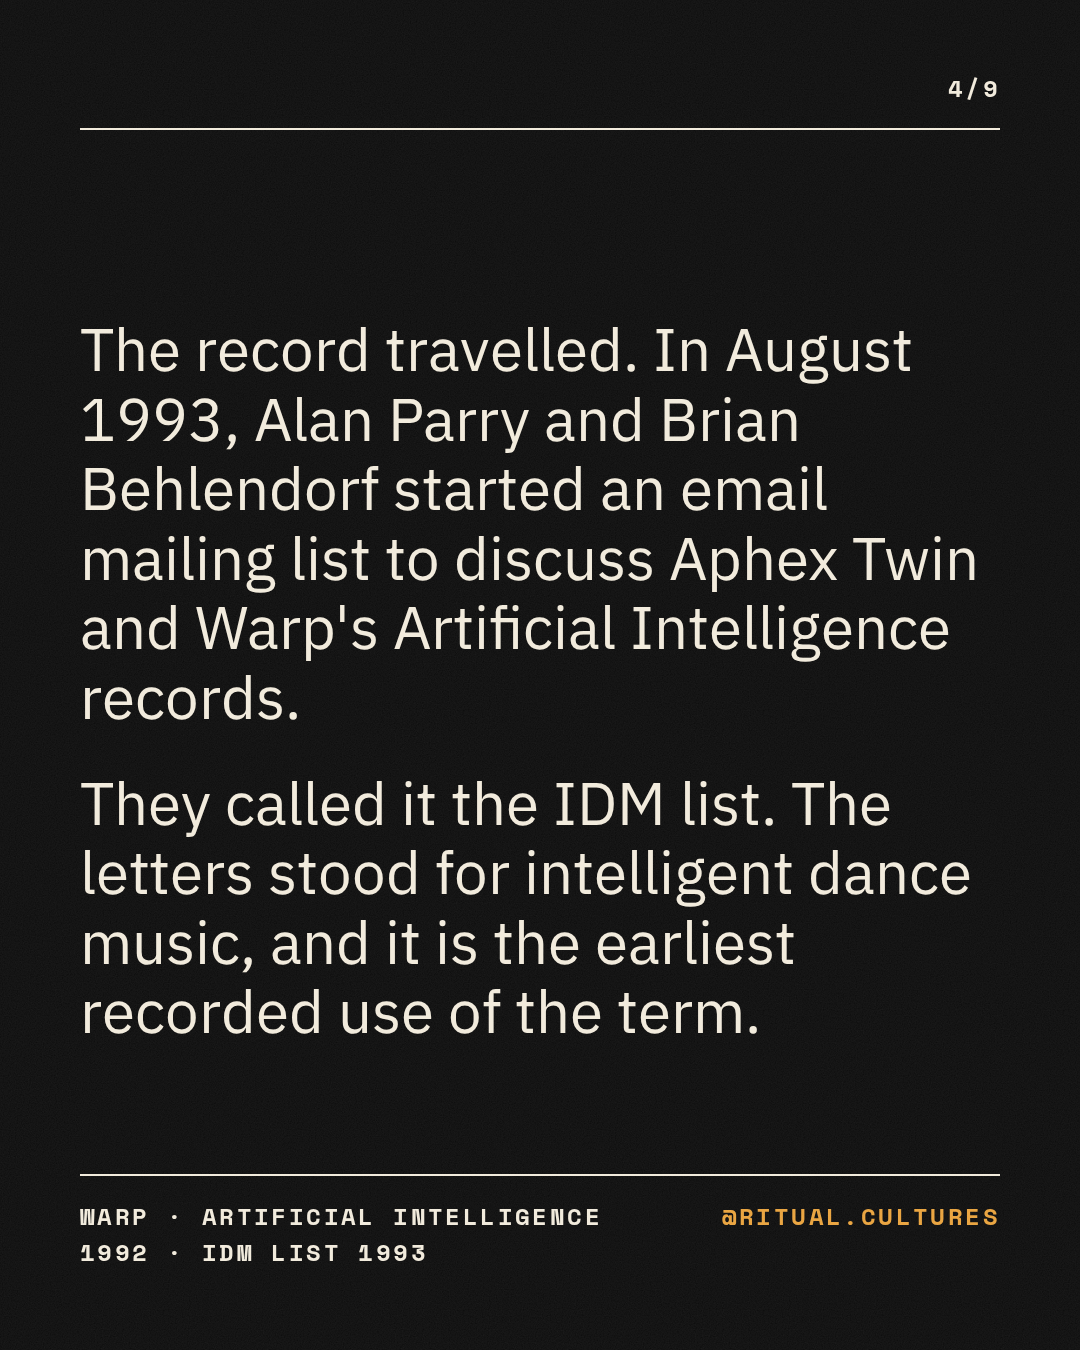 4/9
The record travelled. In August
1993, Alan Parry and Brian
Behlendorf started an email
mailing list to discuss Aphex Twin
and Warp's Artificial Intelligence
records.
They called it the IDM list. The
letters stood for intelligent dance
music, and it is the earliest
recorded use of the term.
WARP · ARTIFICIAL INTELLIGENCE
1992 · IDM LIST 1993
@RITUAL.CULTURES